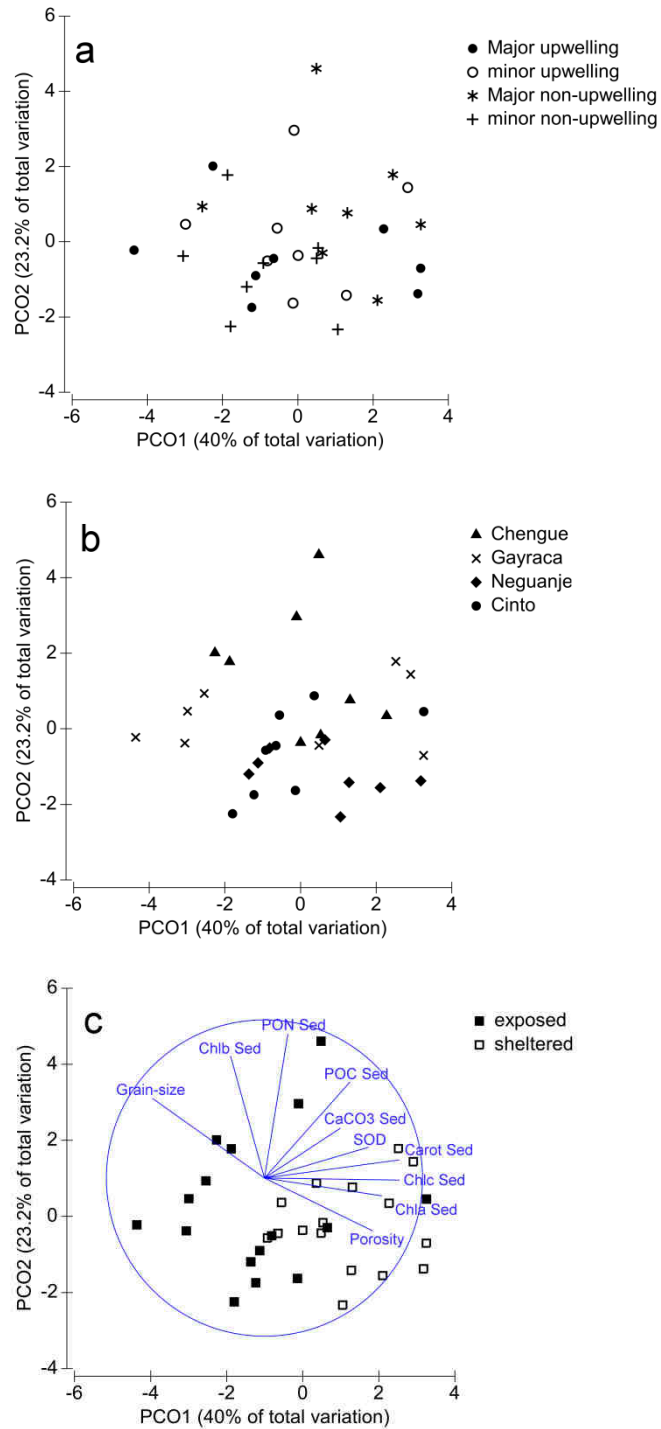 6
a
Major upwelling
4
minor upwelling
Major non-upwelling
minor non-upwelling
2
0
-2
-4
PCO2 (23.2% of total variation)
-6 -4 -2 0 2 4
PCO1 (40% of total variation)
6
b
Chengue
4
Gayraca
Neguanje
Cinto
2
0
-2
-4
PCO2 (23.2% of total variation)
-6 -4 -2 0 2 4
PCO1 (40% of total variation)
6
c
exposed
sheltered
PON Sed
4
Chlb Sed
POC Sed
Grain-size
CaCO3 Sed
2
SOD
Carot Sed
Chlc Sed
Chla Sed
0
Porosity
-2
-4
PCO2 (23.2% of total variation)
-6 -4 -2 0 2 4
PCO1 (40% of total variation)